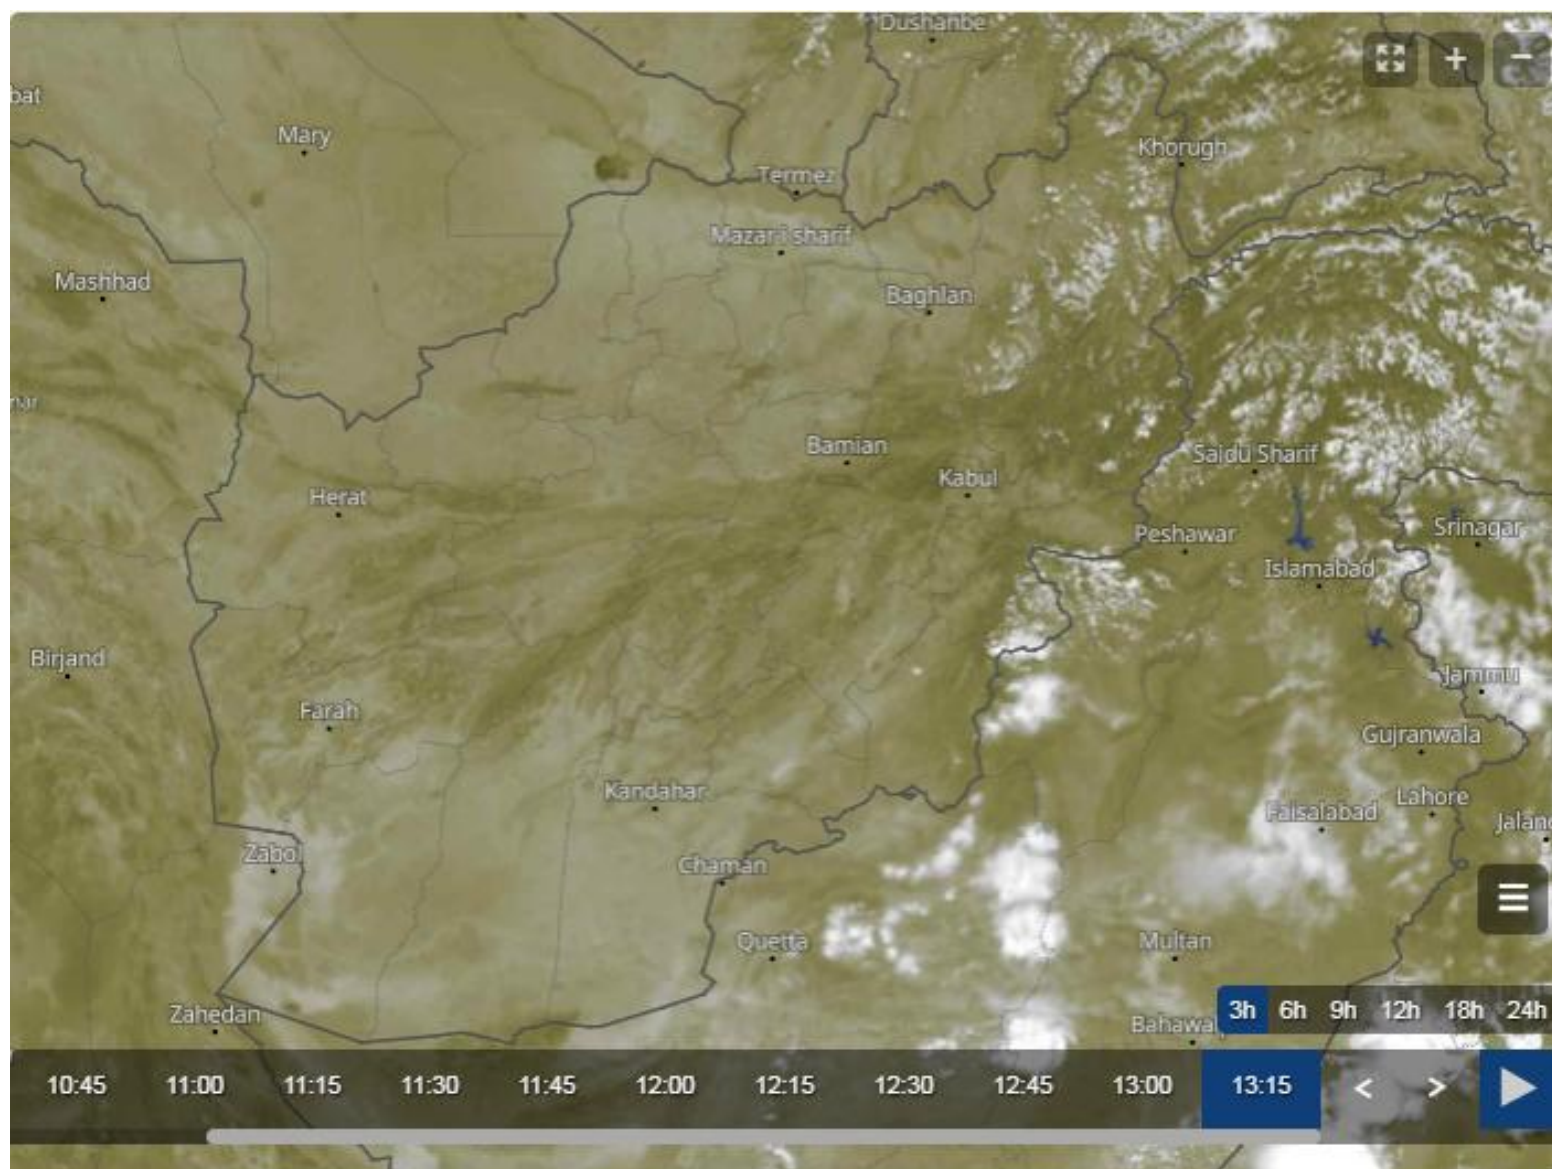 Dushanbe
bat
Mary
Khorugh
Termez
Mazar-i sharif
Mashhad
Baghlan
Bamian
Saidu Sharif
Kabul
Herat
Srinagar
Peshawar
Islamabad
Birjand
Jammu
Farah
Gujranwala
Kandahar
Lahore
Faisalabad
Jaland
Zabol
Chaman
Quetta
Multan
Zahedan
Bahawal
3h 6h 9h 12h 18h 24h
10:45 11:00 11:15 11:30 11:45 12:00 12:15 12:30 12:45 13:00 13:15 < >